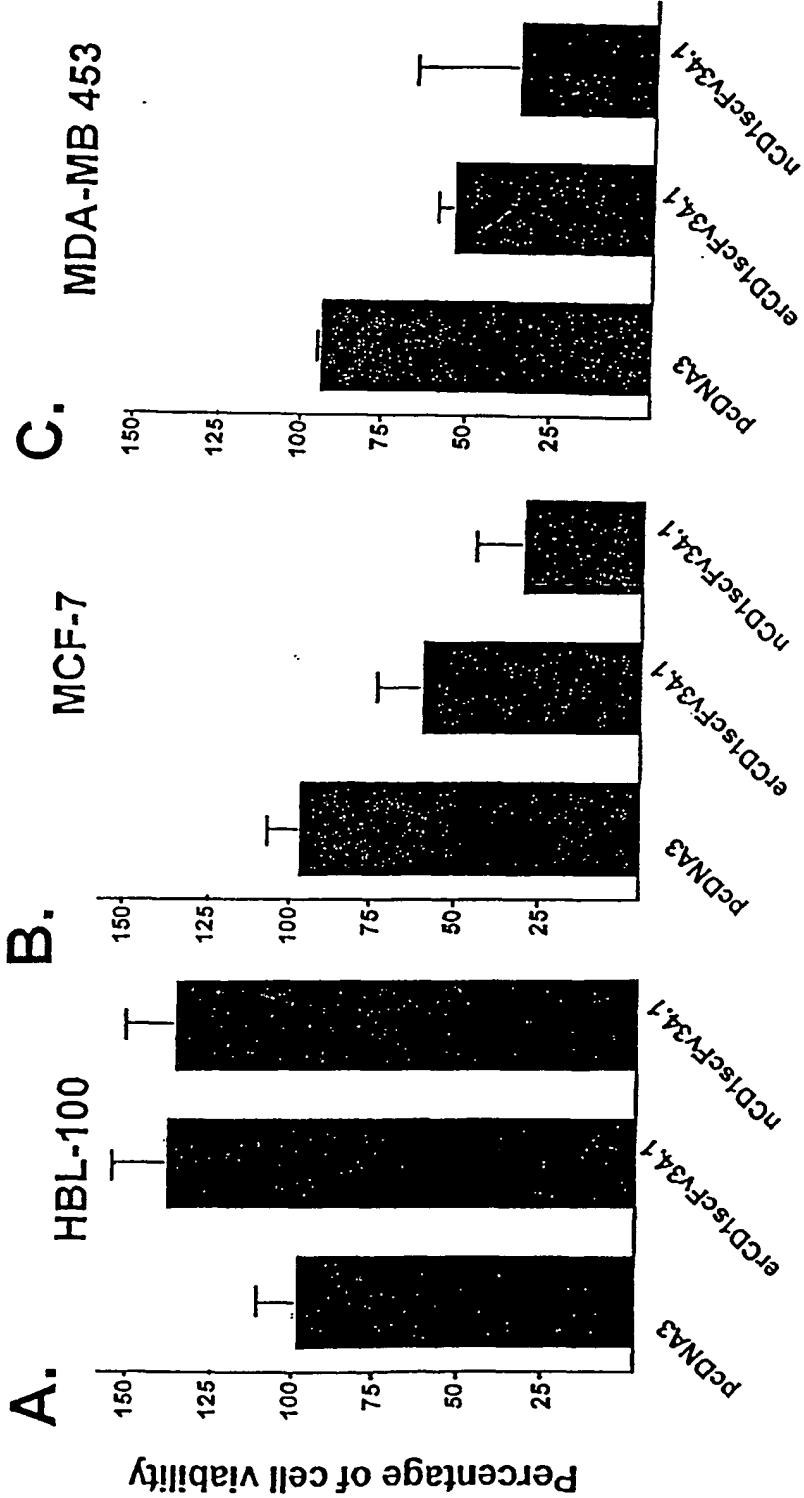 A.
HBL-100
Percentage of cell viability
150
125
100
75
50
25
pcDNA3
erCD1scFv34.1
nCD1scFv34.1
B.
MCF-7
150
125
100
75
50
25
pcDNA3
erCD1scFv34.1
nCD1scFv34.1
C.
MDA-MB 453
150
125
100
75
50
25
pcDNA3
erCD1scFv34.1
nCD1scFv34.1